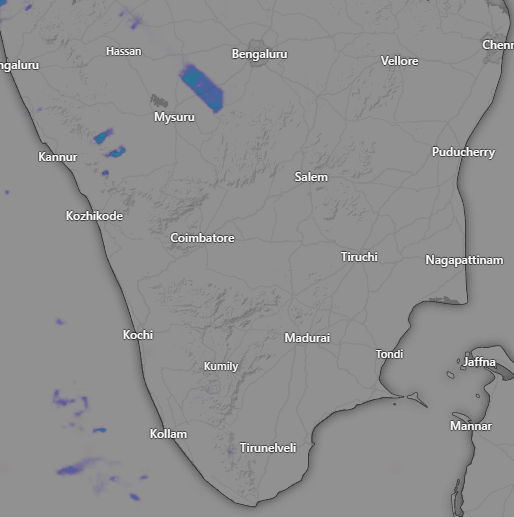 Hassan
Bengaluru
Chenn
ngaluru
Vellore
Mysuru
Kannur
Puducherry
Salem
Kozhikode
Coimbatore
Tiruchi
Nagapattinam
Kochi
Madurai
Tondi
Kumily
Jaffna
Kollam
Mannar
Tirunelveli